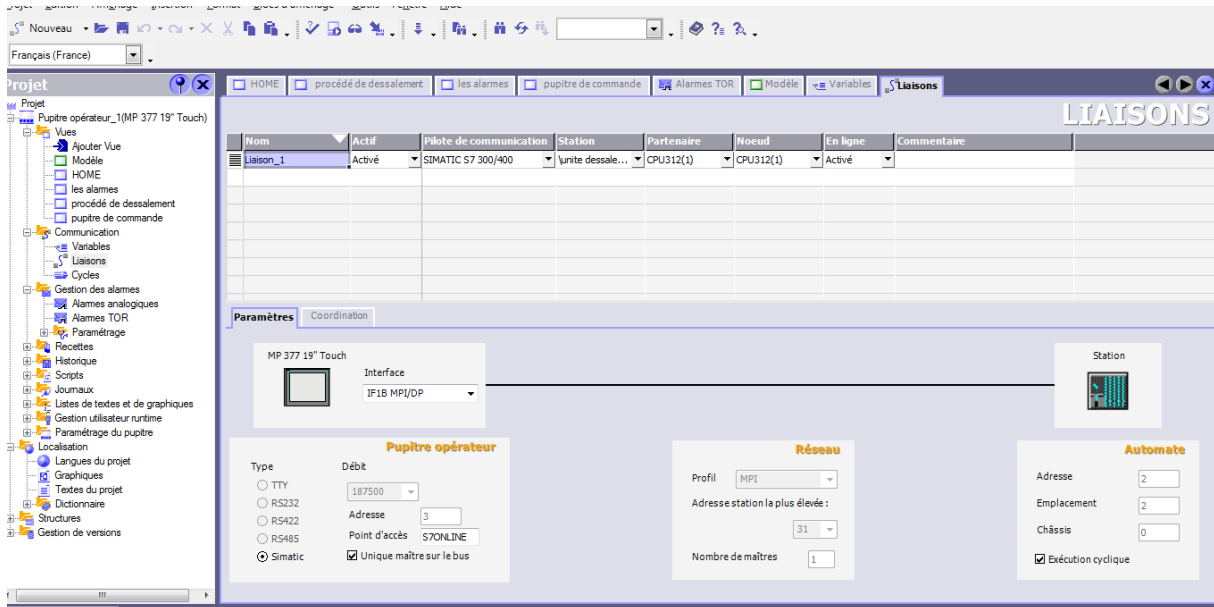 Nouveau
Français (France)
Projet
HOME
procédé de dessalement
les alarmes
pupitre de commande
Alarmes TOR
Modèle
Variables
Liaisons
LIAISONS
Projet
Pupitre opérateur_1(MP 377 19" Touch)
Vues
Ajouter Vue
Modèle
HOME
les alarmes
procédé de dessalement
pupitre de commande
Communication
Variables
Liaisons
Cycles
Gestion des alarmes
Alarmes analogiques
Alarmes TOR
Paramétrage
Recettes
Historique
Scripts
Journaux
Listes de textes et de graphiques
Gestion utilisateur runtime
Paramétrage du pupitre
Localisation
Langues du projet
Graphiques
Textes du projet
Dictionnaire
Structures
Gestion de versions
Nom Actif Pilote de communication Station Partenaire Noeud En ligne Commentaire
Liaison_1 Activé SIMATIC S7 300/400 \unite dessale... CPU312(1) CPU312(1) Activé
Paramètres Coordination
MP 377 19" Touch
Interface
IF1B MPI/DP
Station
Pupitre opérateur
Type
Débit
TTY
187500
RS232
RS422
Adresse 3
RS485
Point d'accès S7ONLINE
Simatic
Unique maître sur le bus
Réseau
Profil MPI
Adresse station la plus élevée :
31
Nombre de maîtres 1
Automate
Adresse 2
Emplacement 2
Châssis 0
Exécution cyclique